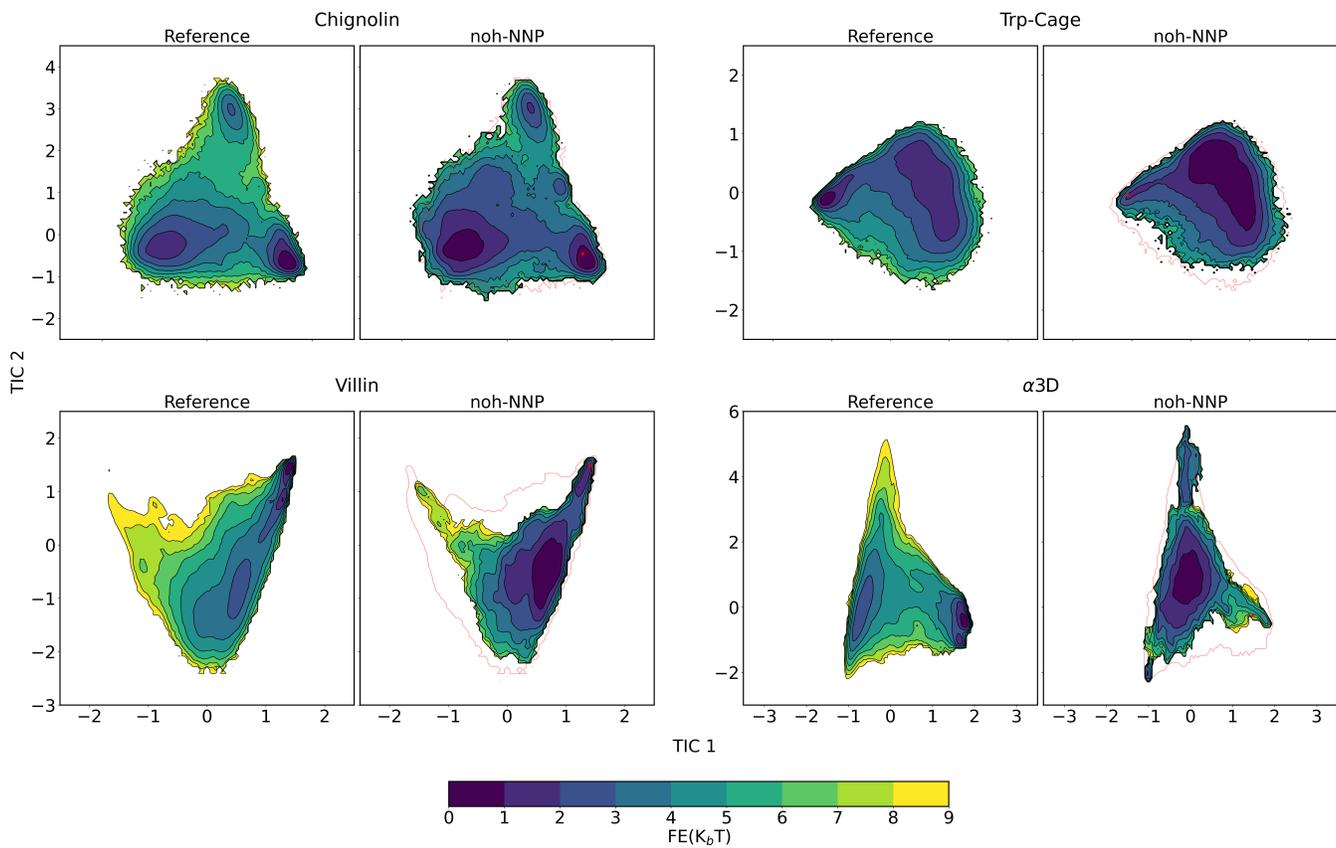 Chignolin
Trp-Cage
Reference
noh-NNP
Reference
noh-NNP
4
3
2
1
0
−1
−2
2
1
0
−1
−2
TIC 2
Villin
α3D
Reference
noh-NNP
Reference
noh-NNP
2
1
0
−1
−2
−3
6
4
2
0
−2
−2 −1 0 1 2
−2 −1 0 1 2
−3 −2 −1 0 1 2 3
−3 −2 −1 0 1 2 3
TIC 1
0 1 2 3 4 5 6 7 8 9
FE(K_bT)